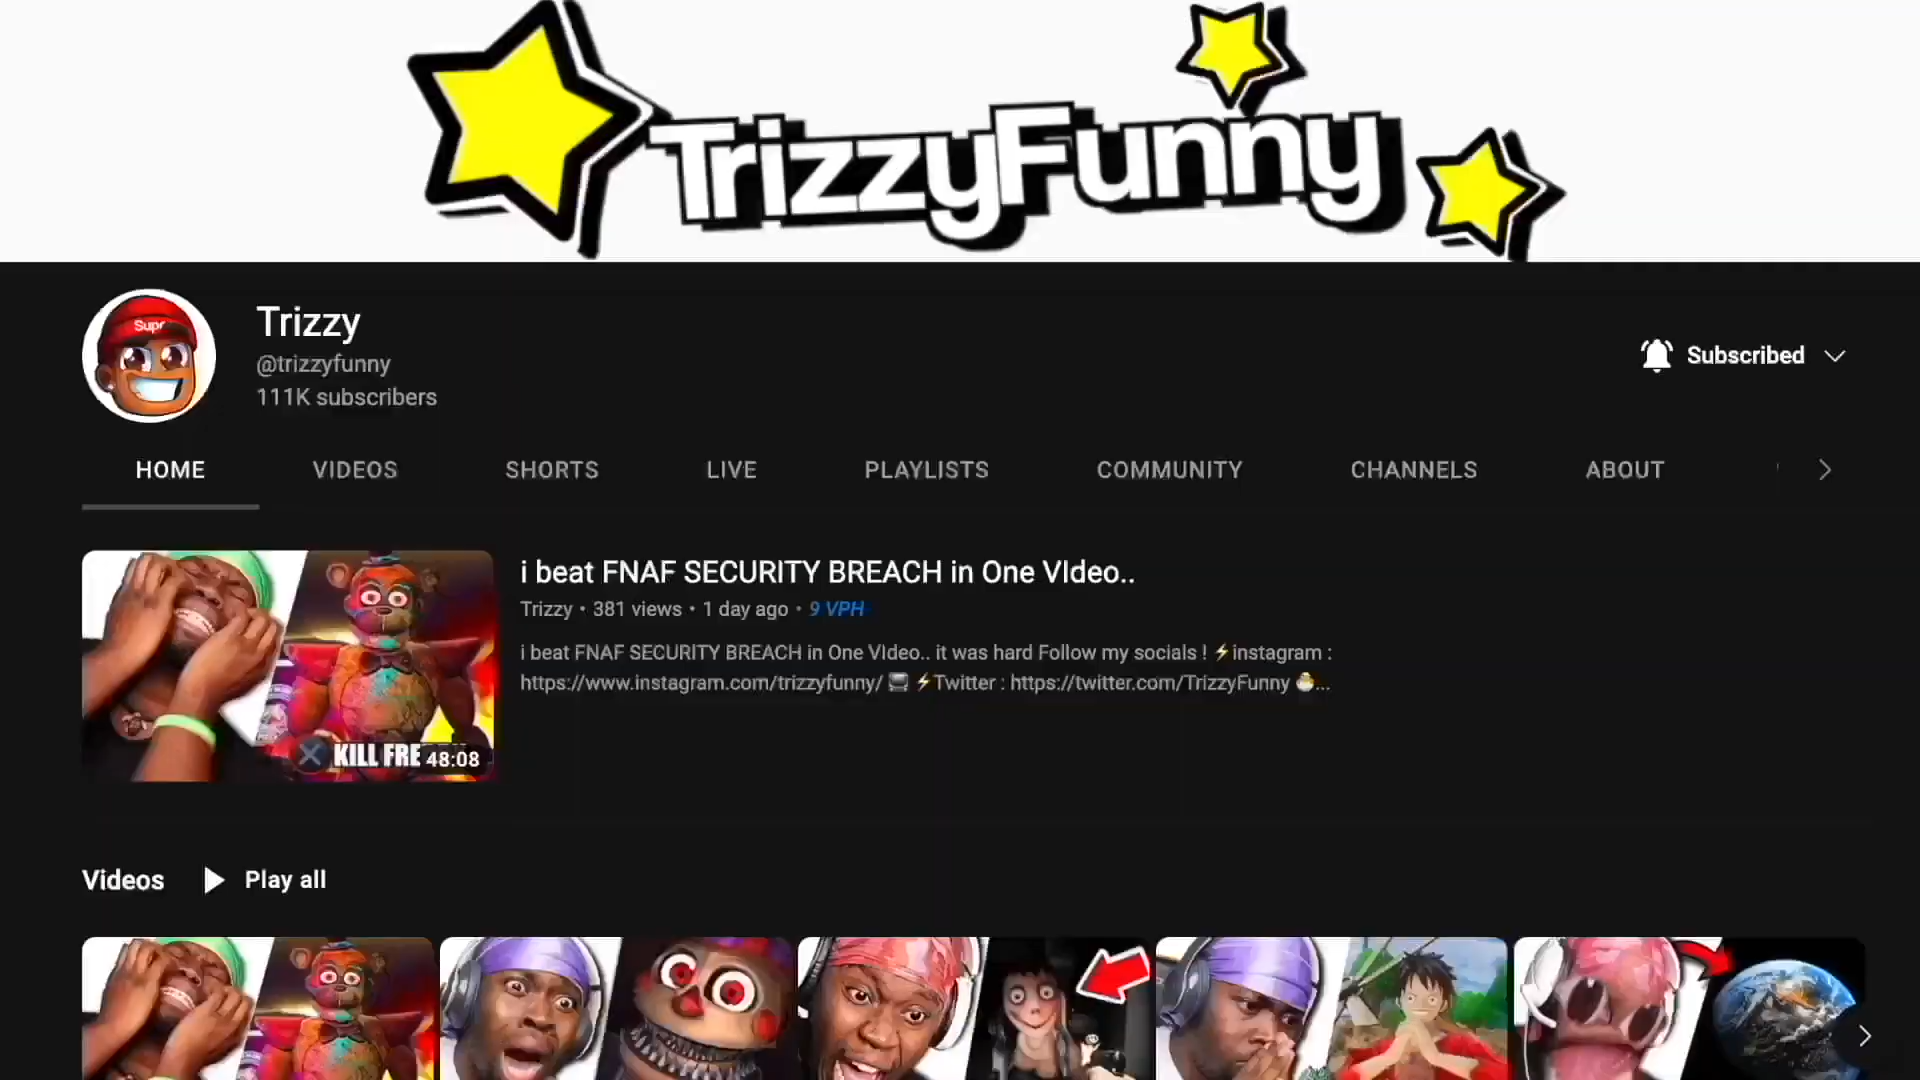 TrizzyFunny
Supr
Trizzy
@trizzyfunny
111K subscribers
Subscribed
HOME VIDEOS SHORTS LIVE PLAYLISTS COMMUNITY CHANNELS ABOUT
i beat FNAF SECURITY BREACH in One VIdeo..
Trizzy • 381 views • 1 day ago • 9 VPH
i beat FNAF SECURITY BREACH in One VIdeo.. it was hard Follow my socials ! ⚡instagram :
https://www.instagram.com/trizzyfunny/ ⚡Twitter : https://twitter.com/TrizzyFunny ...
KILL FRE 48:08
Videos Play all